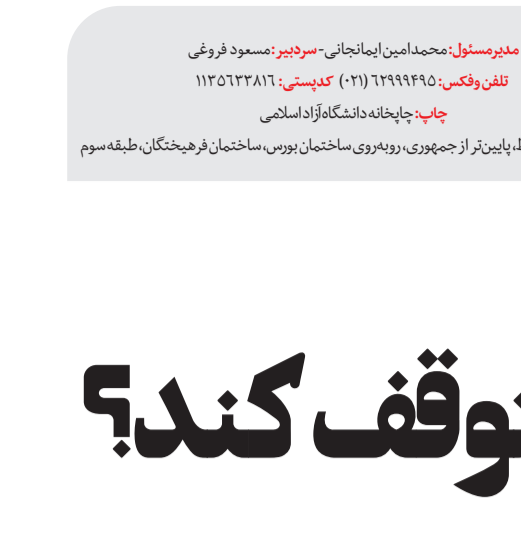 مدیرمسئول: محمدامین ایمانجانی - سردبیر: مسعود فروغی
تلفن وفکس: ۶۲۹۹۹۴۹۵ (۰۲۱) کدپستی: ۱۱۳۵۶۳۳۸۱۶
چاپ: چاپخانه دانشگاه آزاد اسلامی
پایین‌تر از جمهوری، روبه‌روی ساختمان بورس، ساختمان فرهیختگان، طبقه سوم
توقف کند؟